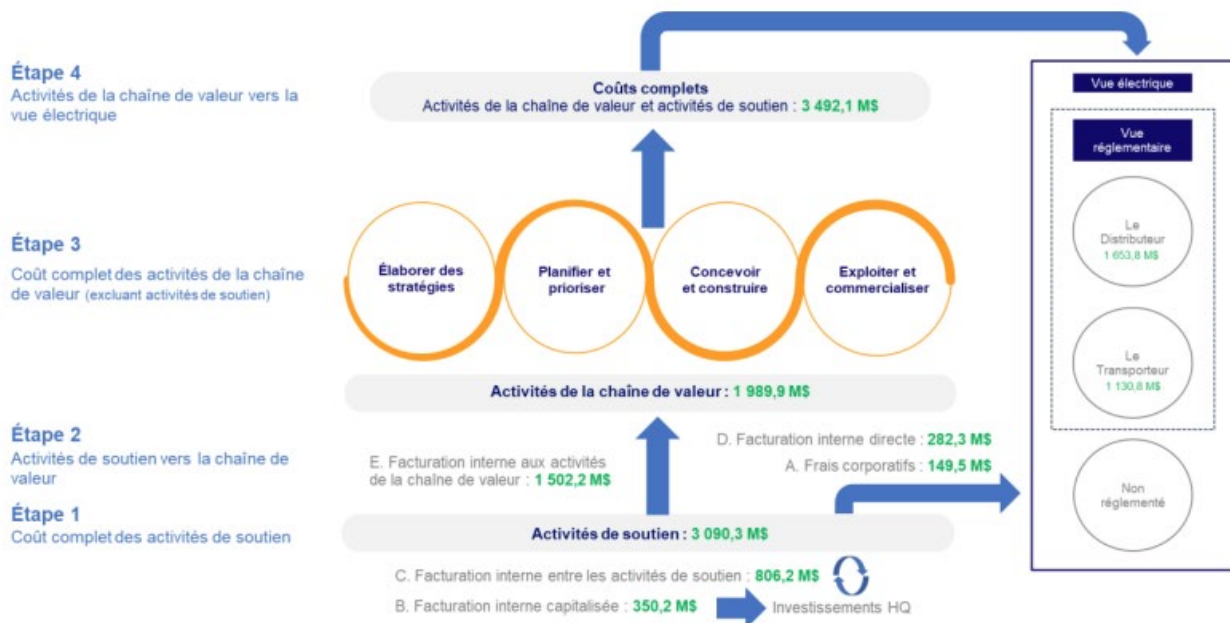 Étape 4
Activités de la chaîne de valeur vers la
vue électrique
Coûts complets
Activités de la chaîne de valeur et activités de soutien : 3 492,1 M$
Vue électrique
Vue
réglementaire
Le
Distributeur
1 653,8 M$
Le
Transporteur
1 130,8 M$
Non
réglementé
Étape 3
Coût complet des activités de la chaîne
de valeur (excluant activités de soutien)
Élaborer des
stratégies
Planifier et
prioriser
Concevoir
et construire
Exploiter et
commercialiser
Activités de la chaîne de valeur : 1 989,9 M$
Étape 2
Activités de soutien vers la chaîne de
valeur
E. Facturation interne aux activités
de la chaîne de valeur : 1 502,2 M$
D. Facturation interne directe : 282,3 M$
A. Frais corporatifs : 149,5 M$
Étape 1
Coût complet des activités de soutien
Activités de soutien : 3 090,3 M$
C. Facturation interne entre les activités de soutien : 806,2 M$
B. Facturation interne capitalisée : 350,2 M$
Investissements HQ